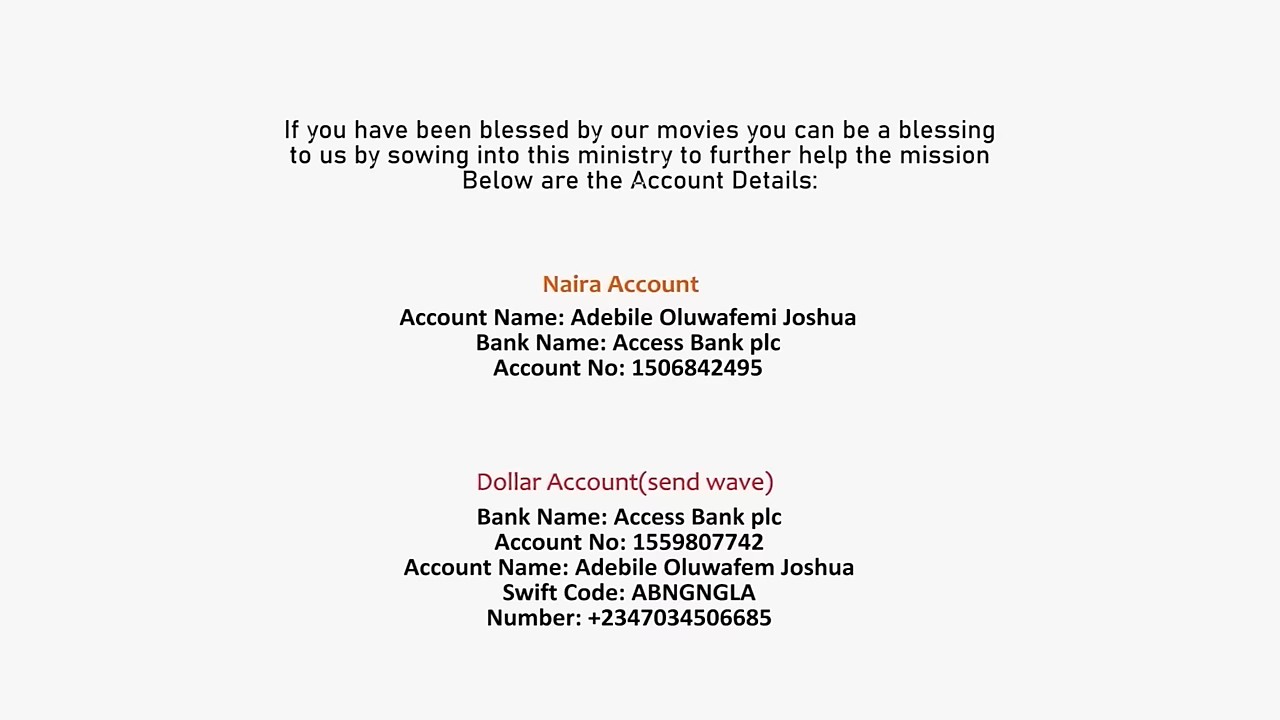 If you have been blessed by our movies you can be a blessing
to us by sowing into this ministry to further help the mission
Below are the Account Details:
Naira Account
Account Name: Adebile Oluwafemi Joshua
Bank Name: Access Bank plc
Account No: 1506842495
Dollar Account(send wave)
Bank Name: Access Bank plc
Account No: 1559807742
Account Name: Adebile Oluwafem Joshua
Swift Code: ABNGNGLA
Number: +2347034506685